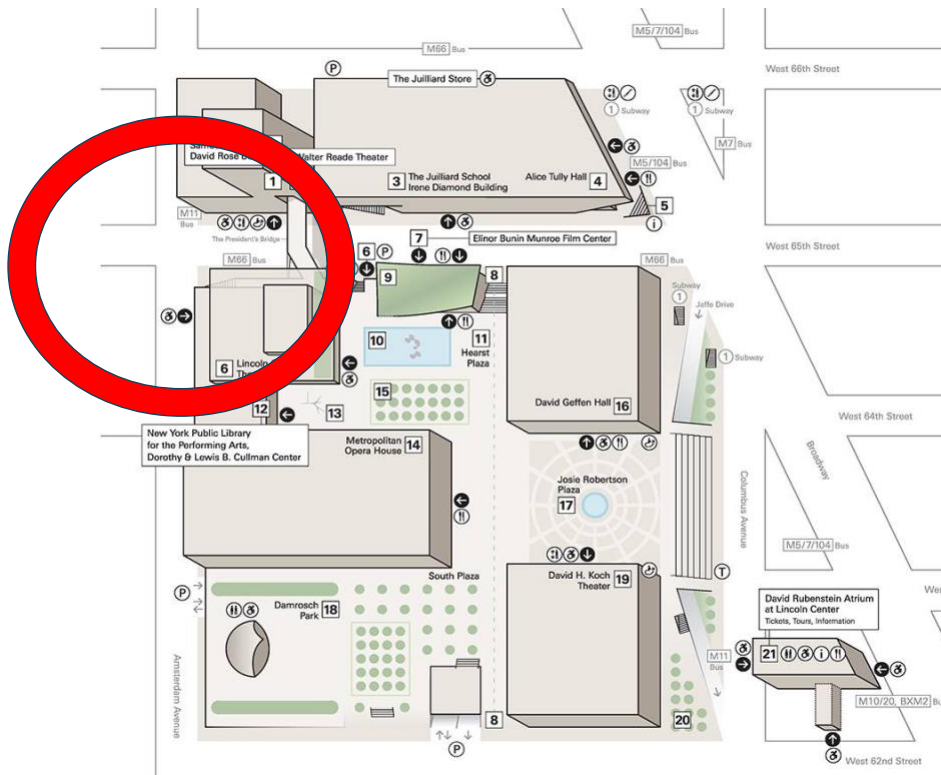 M66 Bus
M5/7/104 Bus
West 66th Street
P
The Juilliard Store
1 Subway
1 Subway
M7 Bus
David Rose
Walter Reade Theater
M5/104 Bus
1
3 The Juilliard School
Irene Diamond Building
Alice Tully Hall 4
5
i
M11
Bus
The President's Bridge
7 Elinor Bunin Munroe Film Center
West 65th Street
M66 Bus
6 P
9
8
M66 Bus
Subway
1
Jaffe Drive
10
11
Hearst
Plaza
1 Subway
6 Lincoln
15
David Geffen Hall 16
12
13
West 64th Street
New York Public Library
for the Performing Arts,
Dorothy & Lewis B. Cullman Center
Metropolitan
Opera House 14
Broadway
Josie Robertson
Plaza
17
Columbus Avenue
M5/7/104 Bus
South Plaza
David H. Koch
Theater 19
T
P
Damrosch
Park 18
David Rubenstein Atrium
at Lincoln Center
Tickets, Tours, Information
Amsterdam Avenue
M11
Bus
21 i
M10/20, BXM2
8
20
P
West 62nd Street